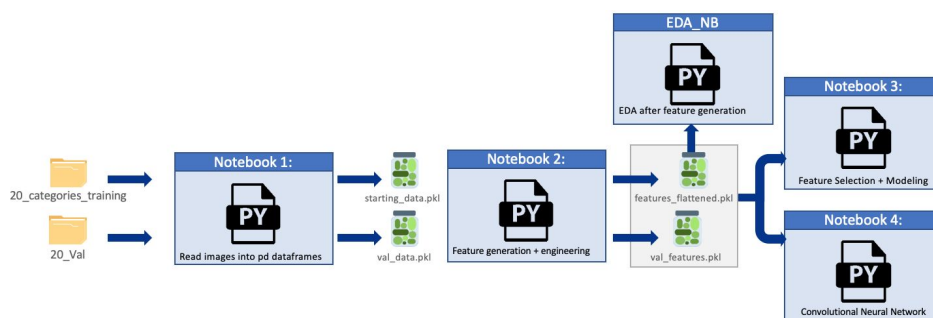 EDA_NB
PY
EDA after feature generation
Notebook 3:
PY
Feature Selection + Modeling
Notebook 1:
PY
Read images into pd dataframes
Notebook 2:
PY
Feature generation + engineering
20_categories_training
20_Val
starting_data.pkl
val_data.pkl
features_flattened.pkl
val_features.pkl
Notebook 4:
PY
Convolutional Neural Network